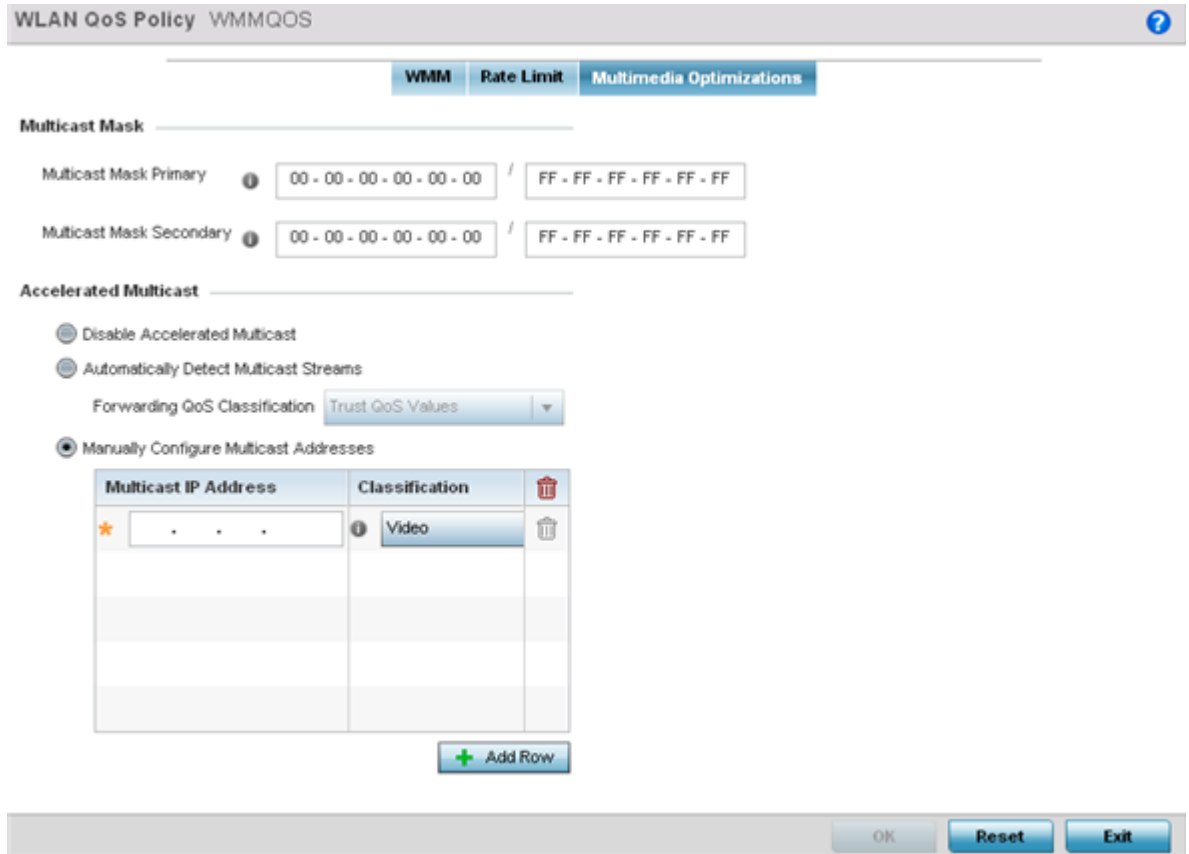 WLAN QoS Policy WMMQOS ?
WMM Rate Limit Multimedia Optimizations
Multicast Mask
Multicast Mask Primary 00 - 00 - 00 - 00 - 00 - 00 / FF - FF - FF - FF - FF - FF
Multicast Mask Secondary 00 - 00 - 00 - 00 - 00 - 00 / FF - FF - FF - FF - FF - FF
Accelerated Multicast
Disable Accelerated Multicast
Automatically Detect Multicast Streams
Forwarding QoS Classification Trust QoS Values
Manually Configure Multicast Addresses
Multicast IP Address Classification
* . . . Video
Add Row
OK Reset Exit